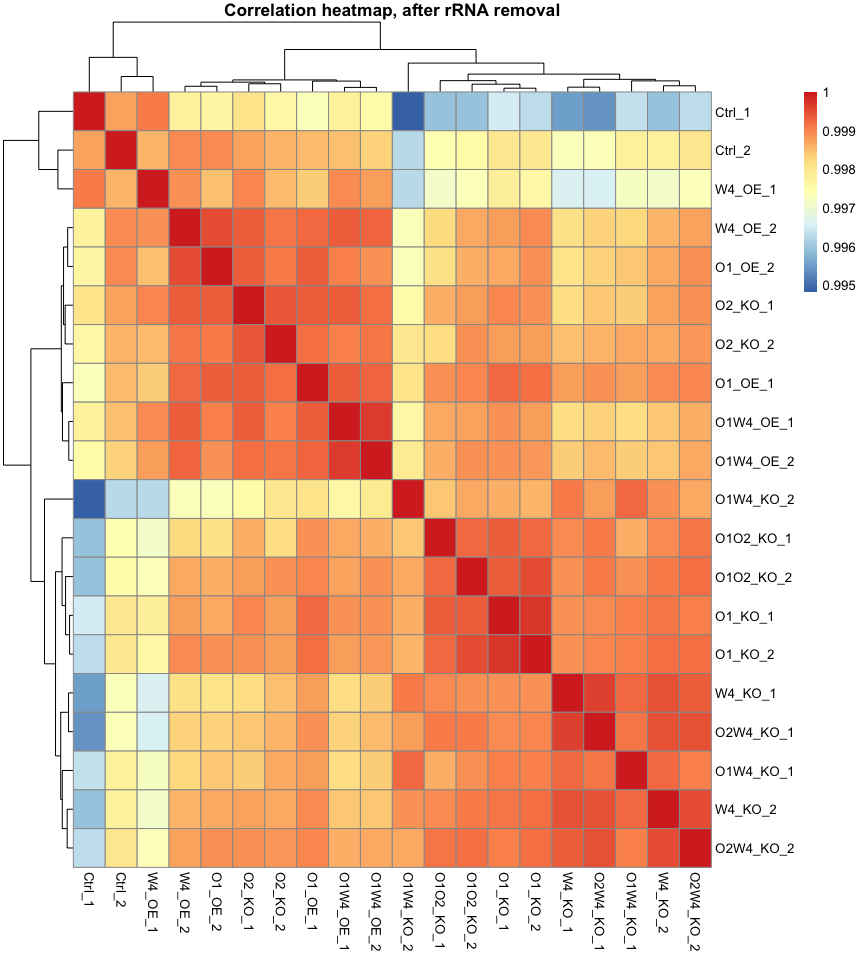 Correlation heatmap, after rRNA removal
1
0.999
0.998
0.997
0.996
0.995
Ctrl_1
Ctrl_2
W4_OE_1
W4_OE_2
O1_OE_2
O2_KO_1
O2_KO_2
O1_OE_1
O1W4_OE_1
O1W4_OE_2
O1W4_KO_2
O1O2_KO_1
O1O2_KO_2
O1_KO_1
O1_KO_2
W4_KO_1
O2W4_KO_1
O1W4_KO_1
W4_KO_2
O2W4_KO_2
Ctrl_1
Ctrl_2
W4_OE_1
W4_OE_2
O1_OE_2
O2_KO_1
O2_KO_2
O1_OE_1
O1W4_OE_1
O1W4_OE_2
O1W4_KO_2
O1O2_KO_1
O1O2_KO_2
O1_KO_1
O1_KO_2
W4_KO_1
O2W4_KO_1
O1W4_KO_1
W4_KO_2
O2W4_KO_2